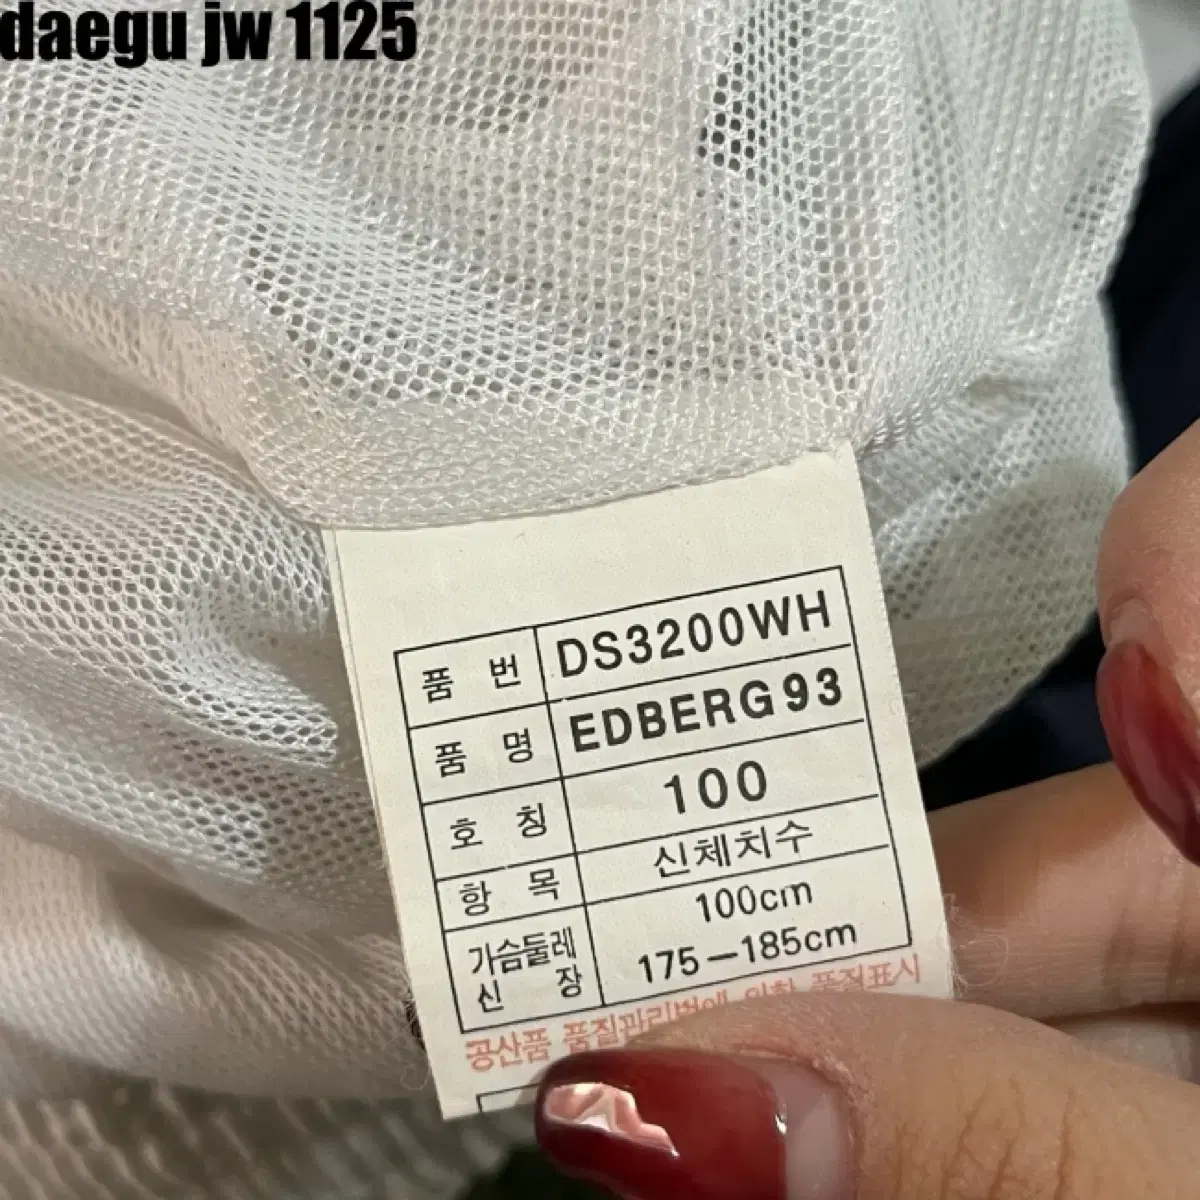 daegu jw 1125
품 번 DS3200WH
품 명 EDBERG93
호 칭 100
항 목 신체치수
가슴둘레 100cm
신 장 175-185cm
공산품 품질관리법에 의한 품질표시